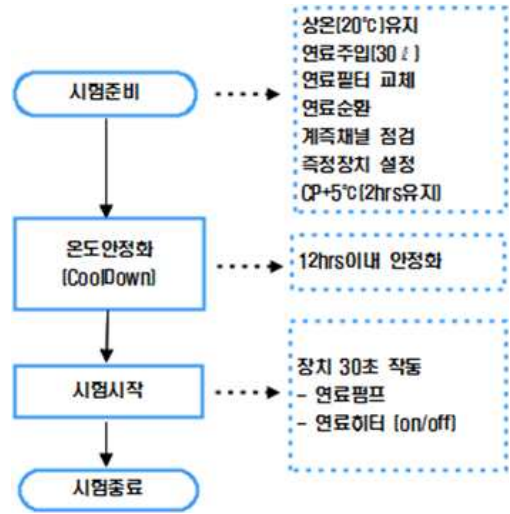 시험준비
상온(20℃)유지
연료주입(30ℓ)
연료필터 교체
연료순환
계측채널 점검
측정장치 설정
CP+5℃(2hrs유지)
온도안정화
(CoolDown)
12hrs이내 안정화
시험시작
장치 30초 작동
- 연료펌프
- 연료히터 (on/off)
시험종료